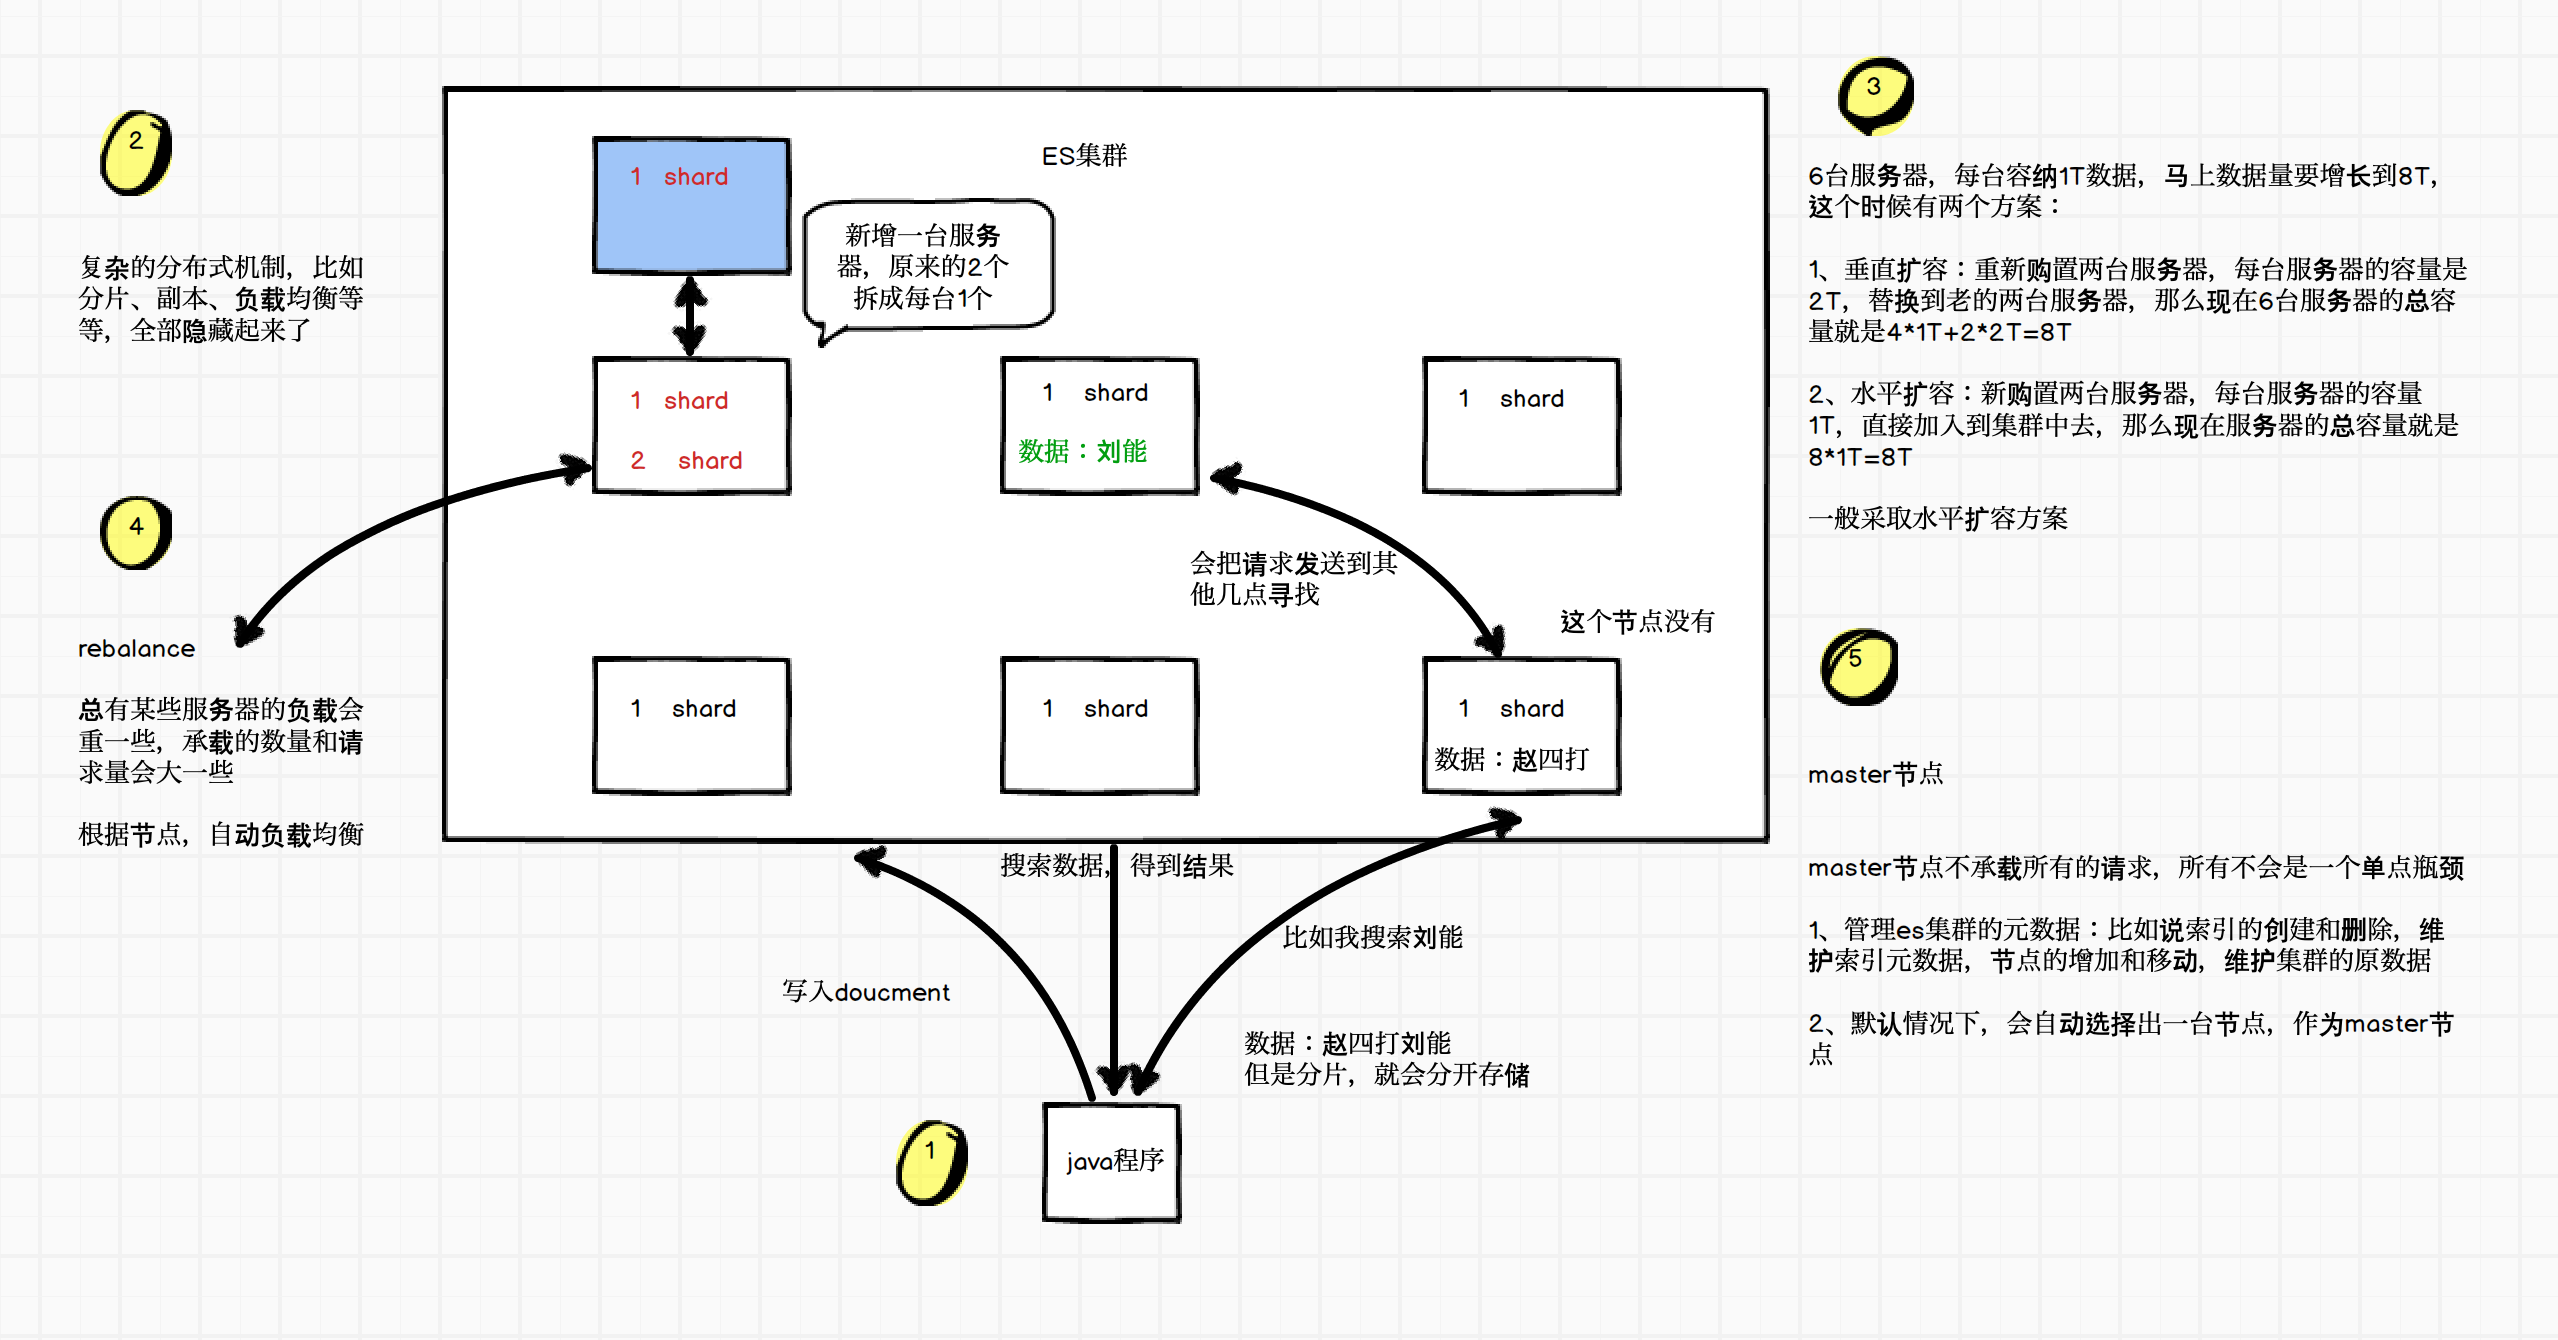 2
复杂的分布式机制，比如
分片、副本、负载均衡等
等，全部隐藏起来了
4
rebalance
总有某些服务器的负载会
重一些，承载的数量和请
求量会大一些
根据节点，自动负载均衡
ES集群
1 shard
新增一台服务
器，原来的2个
拆成每台1个
1 shard
2 shard
1 shard
数据：刘能
1 shard
会把请求发送到其
他几点寻找
这个节点没有
1 shard
1 shard
1 shard
数据：赵四打
搜索数据，得到结果
比如我搜索刘能
写入doucment
数据：赵四打刘能
但是分片，就会分开存储
1
java程序
3
6台服务器，每台容纳1T数据，马上数据量要增长到8T，
这个时候有两个方案：
1、垂直扩容：重新购置两台服务器，每台服务器的容量是
2T，替换到老的两台服务器，那么现在6台服务器的总容
量就是4*1T+2*2T=8T
2、水平扩容：新购置两台服务器，每台服务器的容量
1T，直接加入到集群中去，那么现在服务器的总容量就是
8*1T=8T
一般采取水平扩容方案
5
master节点
master节点不承载所有的请求，所有不会是一个单点瓶颈
1、管理es集群的元数据：比如说索引的创建和删除，维
护索引元数据，节点的增加和移动，维护集群的原数据
2、默认情况下，会自动选择出一台节点，作为master节
点